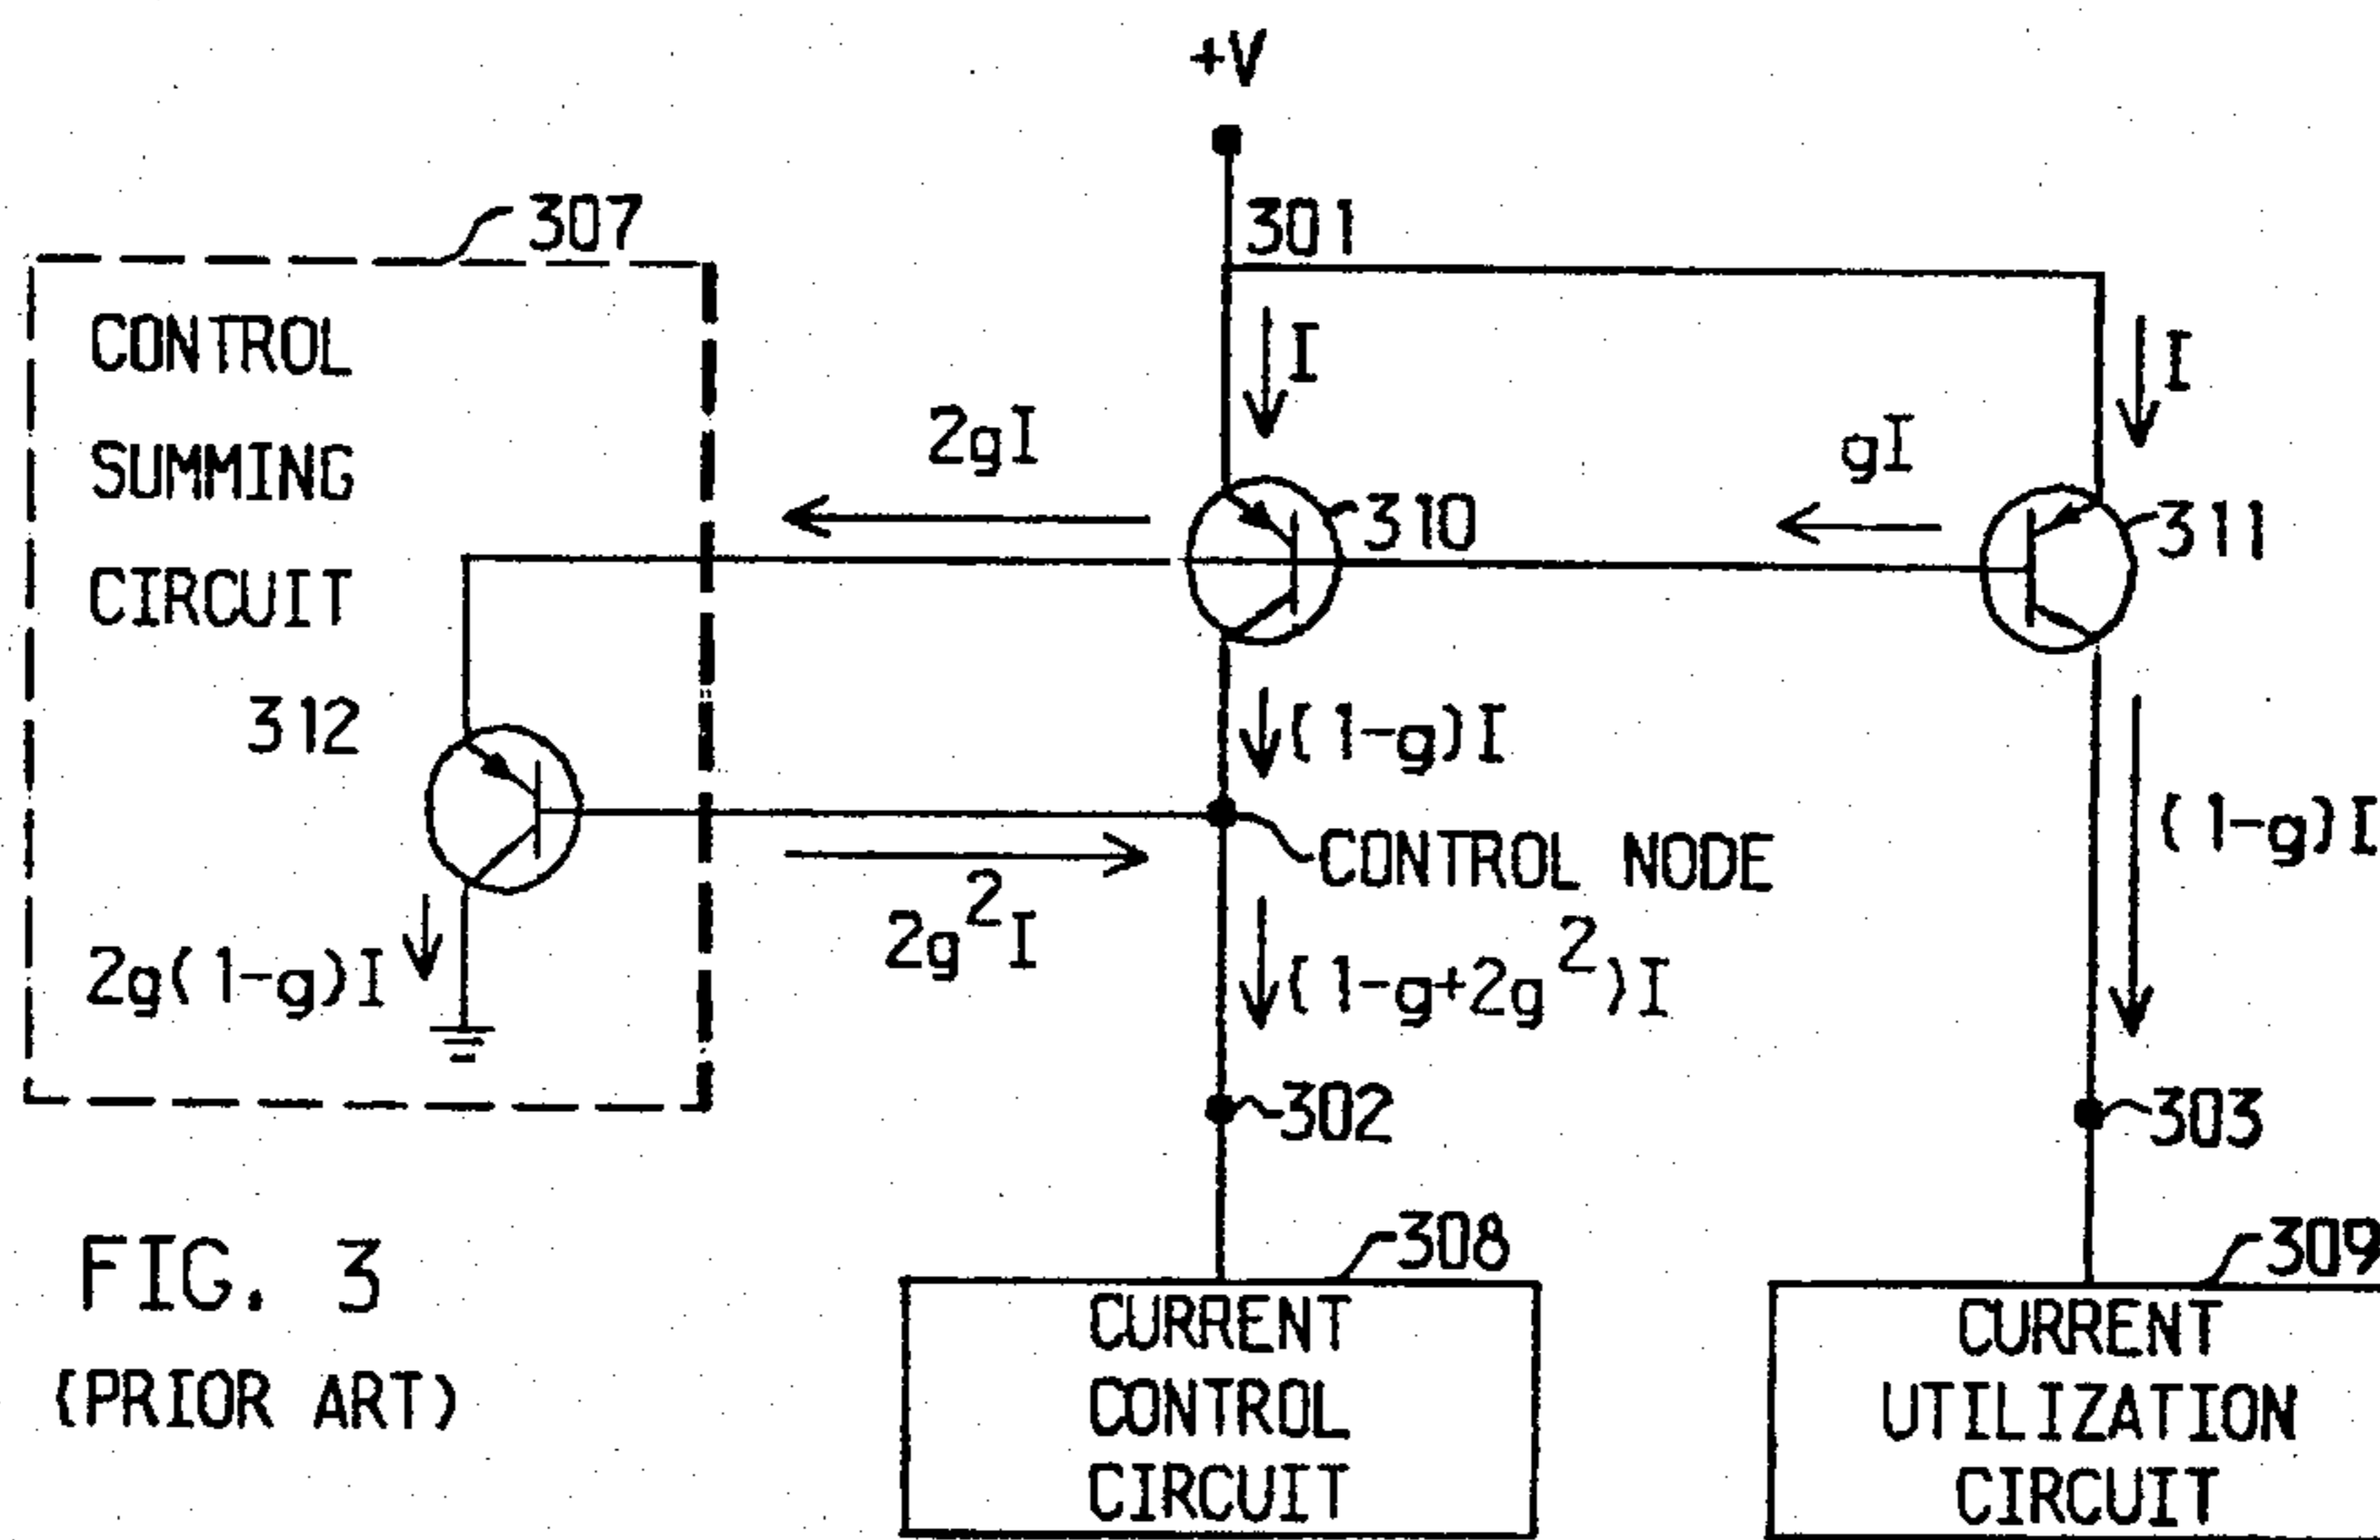 +V
307
301
CONTROL
SUMMING
CIRCUIT
312
I
I
2gI
gI
310
311
(1-g)I
CONTROL NODE
(1-g)I
2g²I
2g(1-g)I
(1-g+2g²)I
302
303
FIG. 3
(PRIOR ART)
308
309
CURRENT
CONTROL
CIRCUIT
CURRENT
UTILIZATION
CIRCUIT